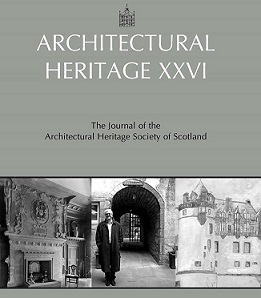 ARCHITECTURAL
HERITAGE XXVI
The Journal of the
Architectural Heritage Society of Scotland